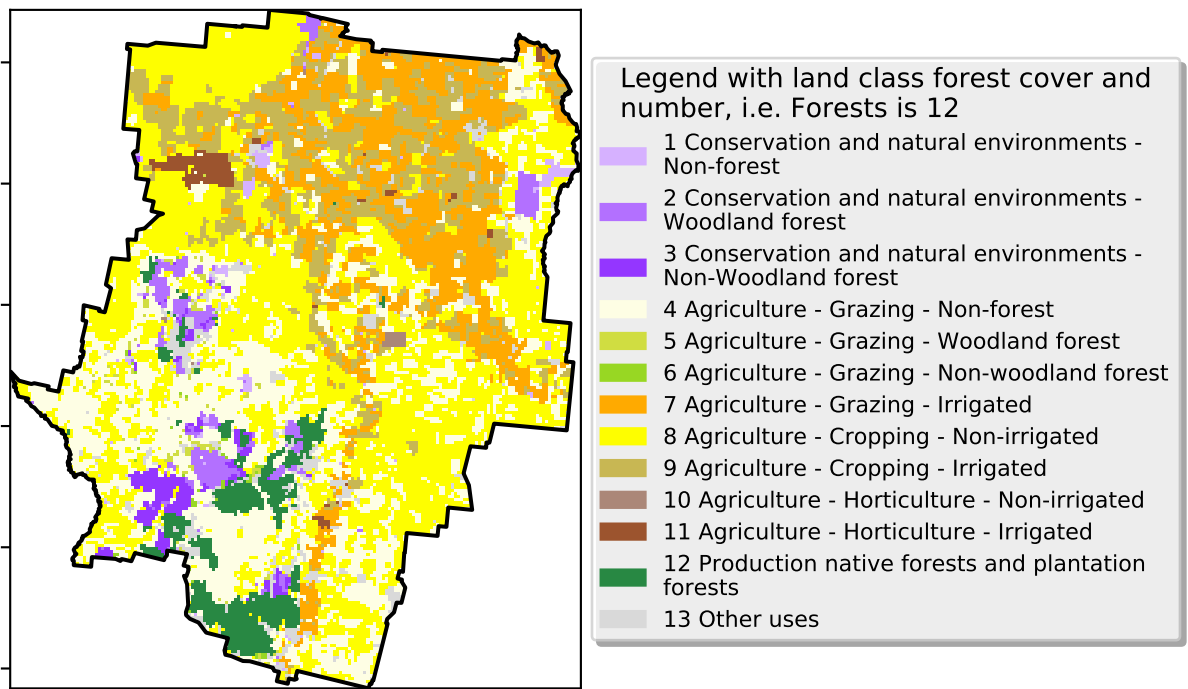 Legend with land class forest cover and
number, i.e. Forests is 12
1 Conservation and natural environments -
Non-forest
2 Conservation and natural environments -
Woodland forest
3 Conservation and natural environments -
Non-Woodland forest
4 Agriculture - Grazing - Non-forest
5 Agriculture - Grazing - Woodland forest
6 Agriculture - Grazing - Non-woodland forest
7 Agriculture - Grazing - Irrigated
8 Agriculture - Cropping - Non-irrigated
9 Agriculture - Cropping - Irrigated
10 Agriculture - Horticulture - Non-irrigated
11 Agriculture - Horticulture - Irrigated
12 Production native forests and plantation
forests
13 Other uses